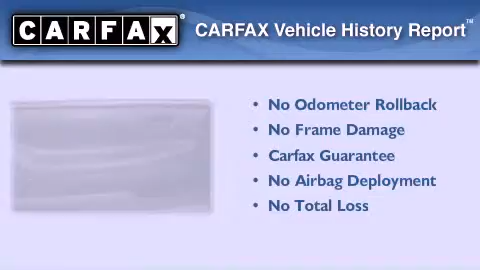 CARFAX CARFAX Vehicle History Report™
• No Odometer Rollback
• No Frame Damage
• Carfax Guarantee
• No Airbag Deployment
• No Total Loss